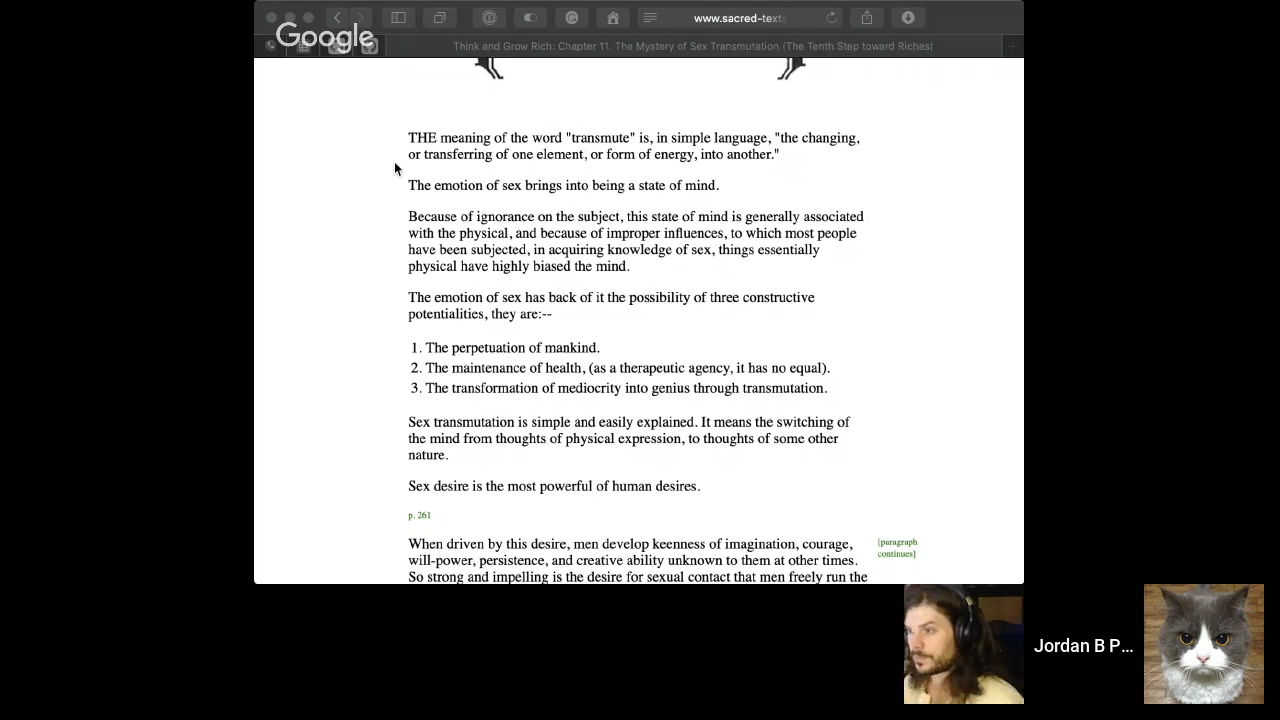 www.sacred-texts
Google
Think and Grow Rich: Chapter 11. The Mystery of Sex Transmutation (The Tenth Step toward Riches)
THE meaning of the word "transmute" is, in simple language, "the changing,
or transferring of one element, or form of energy, into another."
The emotion of sex brings into being a state of mind.
Because of ignorance on the subject, this state of mind is generally associated
with the physical, and because of improper influences, to which most people
have been subjected, in acquiring knowledge of sex, things essentially
physical have highly biased the mind.
The emotion of sex has back of it the possibility of three constructive
potentialities, they are:--
1. The perpetuation of mankind.
2. The maintenance of health, (as a therapeutic agency, it has no equal).
3. The transformation of mediocrity into genius through transmutation.
Sex transmutation is simple and easily explained. It means the switching of
the mind from thoughts of physical expression, to thoughts of some other
nature.
Sex desire is the most powerful of human desires.
p. 261
When driven by this desire, men develop keenness of imagination, courage,
will-power, persistence, and creative ability unknown to them at other times.
So strong and impelling is the desire for sexual contact that men freely run the
[paragraph
continues]
Jordan B P...